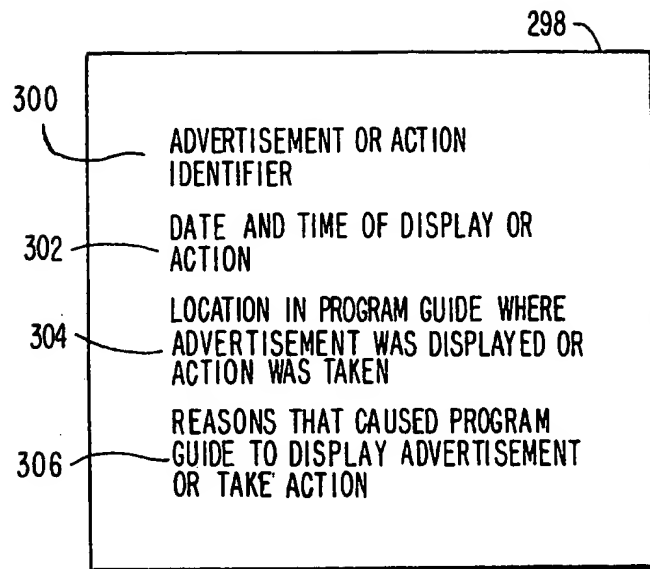 298
300
ADVERTISEMENT OR ACTION
IDENTIFIER
302
DATE AND TIME OF DISPLAY OR
ACTION
304
LOCATION IN PROGRAM GUIDE WHERE
ADVERTISEMENT WAS DISPLAYED OR
ACTION WAS TAKEN
306
REASONS THAT CAUSED PROGRAM
GUIDE TO DISPLAY ADVERTISEMENT
OR TAKE ACTION